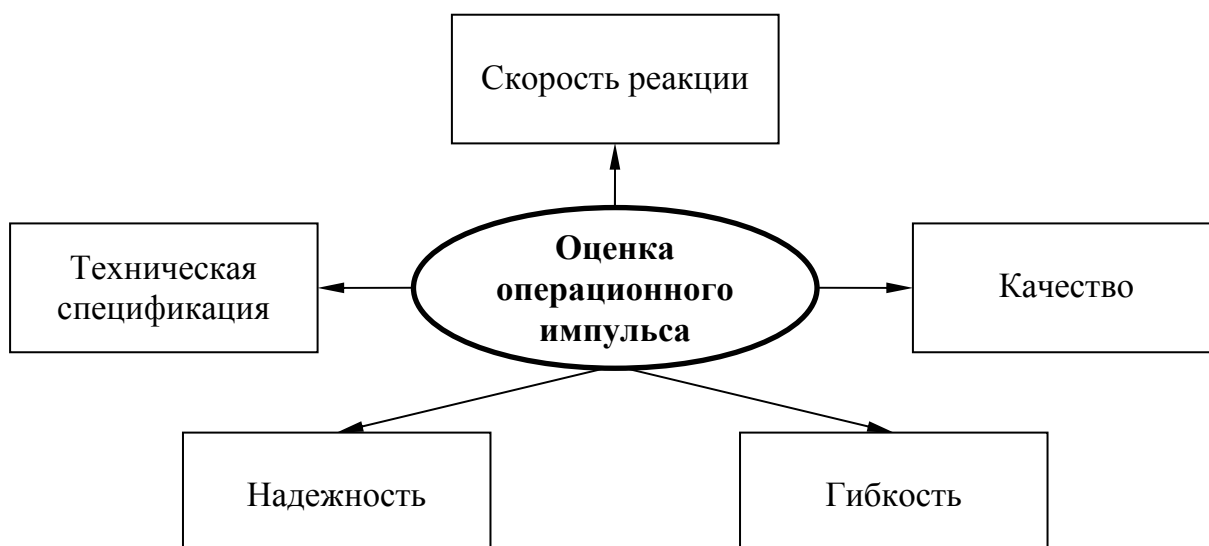 Скорость реакции
Техническая
спецификация
Оценка
операционного
импульса
Качество
Надежность
Гибкость